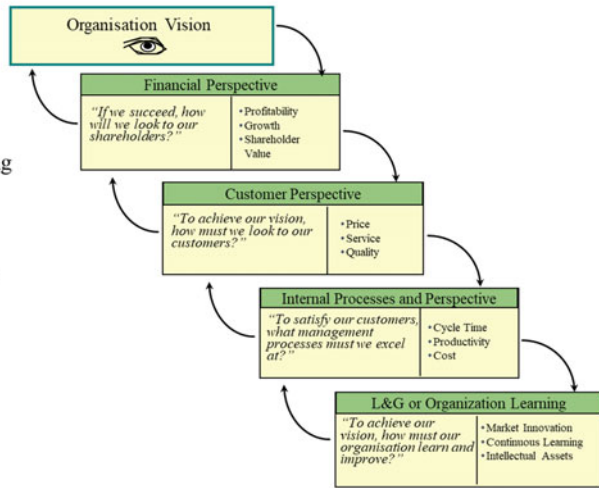 Organisation Vision
Financial Perspective
“If we succeed, how
will we look to our
shareholders?”
•Profitability
•Growth
•Shareholder
Value
g
Customer Perspective
“To achieve our vision,
how must we look to our
customers?”
•Price
•Service
•Quality
Internal Processes and Perspective
“To satisfy our customers,
what management
processes must we excel
at?”
•Cycle Time
•Productivity
•Cost
L&G or Organization Learning
“To achieve our
vision, how must our
organisation learn and
improve?”
•Market Innovation
•Continuous Learning
•Intellectual Assets